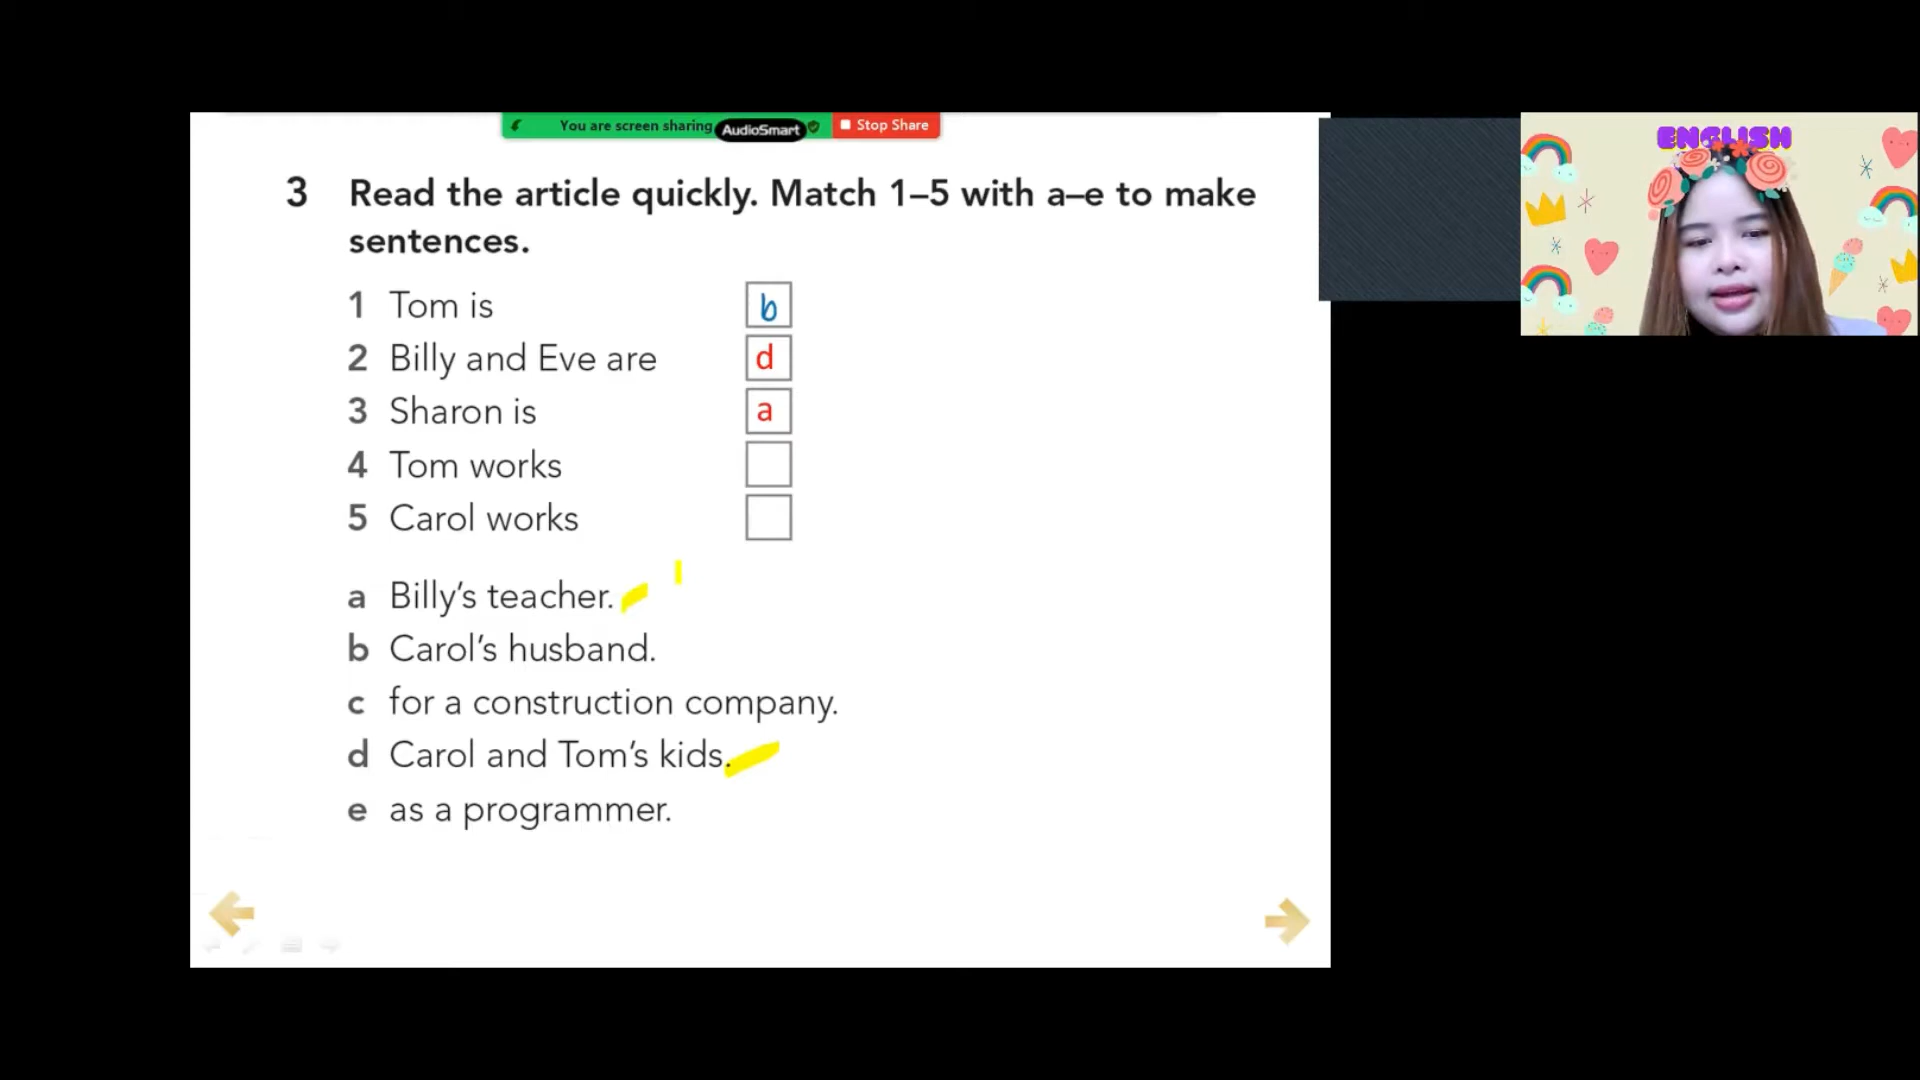 You are screen sharing
AudioSmart
Stop Share
ENGLISH
3 Read the article quickly. Match 1–5 with a–e to make
sentences.
1 Tom is b
2 Billy and Eve are d
3 Sharon is a
4 Tom works
5 Carol works
a Billy’s teacher.
b Carol’s husband.
c for a construction company.
d Carol and Tom’s kids.
e as a programmer.